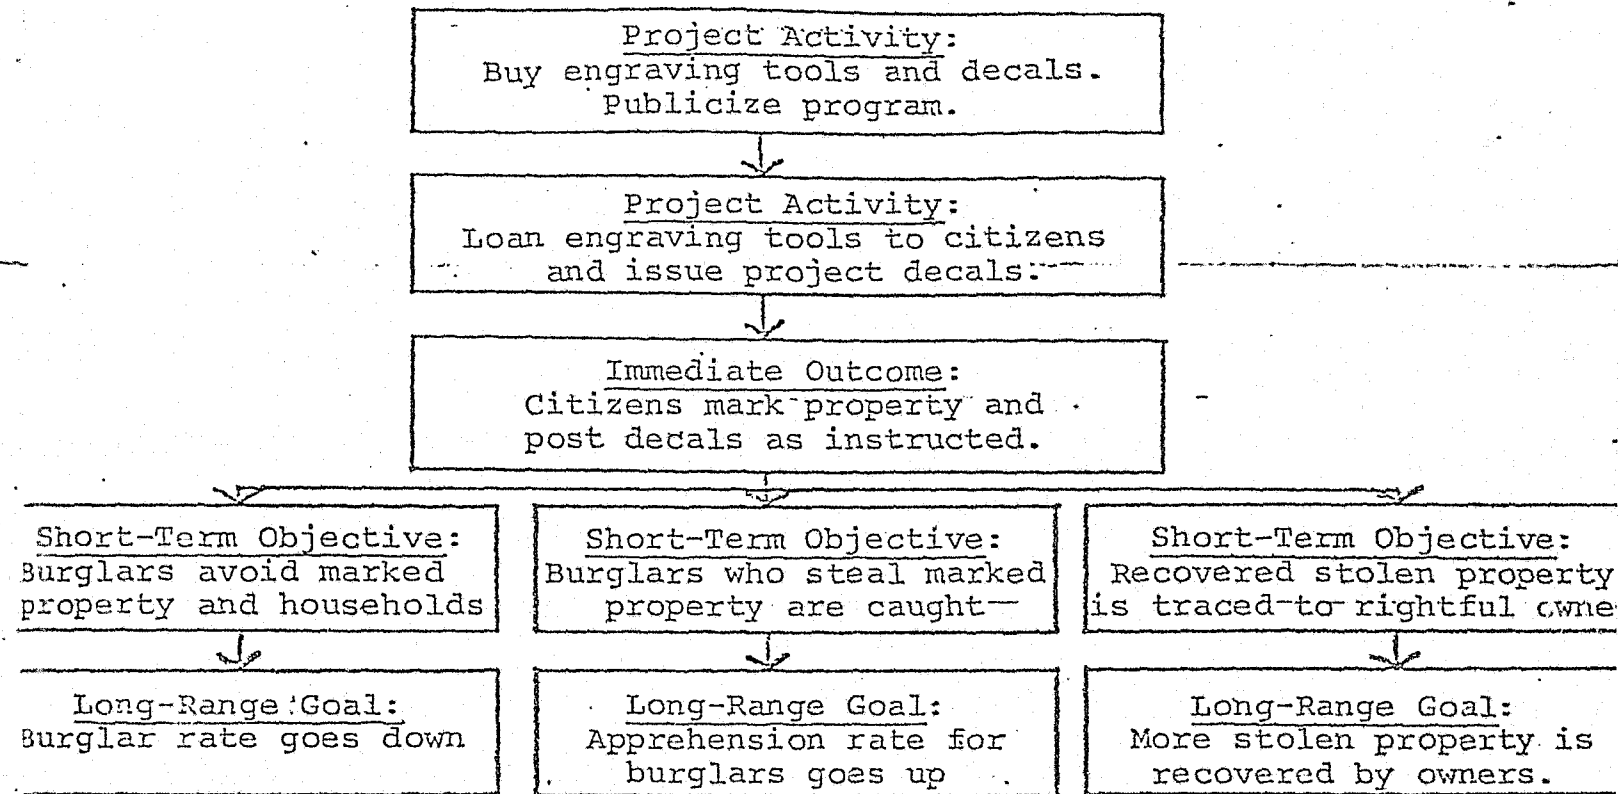 Project Activity:
Buy engraving tools and decals.
Publicize program.
Project Activity:
Loan engraving tools to citizens
and issue project decals.
Immediate Outcome:
Citizens mark property and
post decals as instructed.
Short-Term Objective:
Burglars avoid marked
property and households
Short-Term Objective:
Burglars who steal marked
property are caught
Short-Term Objective:
Recovered stolen property
is traced to rightful owne
Long-Range Goal:
Burglar rate goes down
Long-Range Goal:
Apprehension rate for
burglars goes up
Long-Range Goal:
More stolen property is
recovered by owners.